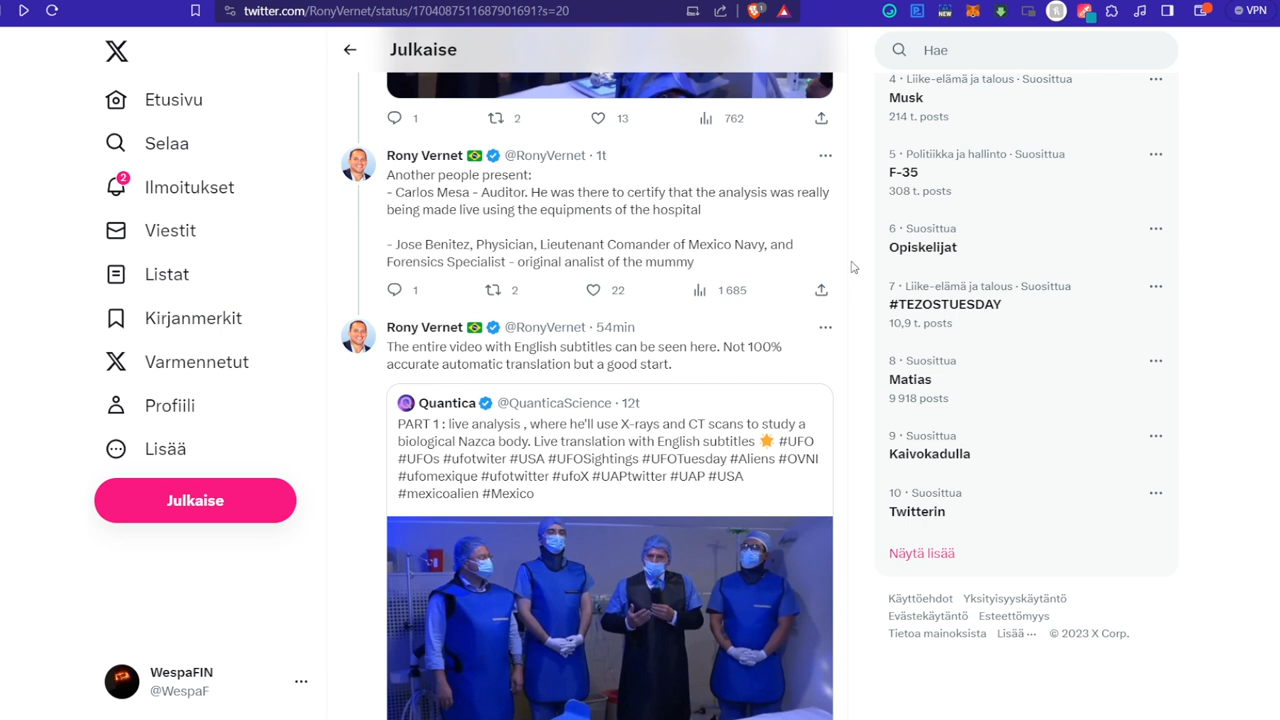 twitter.com/RonyVernet/status/1704087511687901691?s=20
VPN
Etusivu
Selaa
2
Ilmoitukset
Viestit
Listat
Kirjanmerkit
Varmennetut
Profiili
Lisää
Julkaise
WespaFIN
@WespaF
Julkaise
1 2 13 762
Rony Vernet @RonyVernet · 1t
Another people present:
- Carlos Mesa - Auditor. He was there to certify that the analysis was really
being made live using the equipments of the hospital
- Jose Benitez, Physician, Lieutenant Comander of Mexico Navy, and
Forensics Specialist - original analist of the mummy
1 2 22 1 685
Rony Vernet @RonyVernet · 54min
The entire video with English subtitles can be seen here. Not 100%
accurate automatic translation but a good start.
Quantica @QuanticaScience · 12t
PART 1 : live analysis , where he'll use X-rays and CT scans to study a
biological Nazca body. Live translation with English subtitles 🌟 #UFO
#UFOs #ufotwiter #USA #UFOSightings #UFOTuesday #Aliens #OVNI
#ufomexique #ufotwitter #ufoX #UAPtwitter #UAP #USA
#mexicoalien #Mexico
Hae
4 · Liike-elämä ja talous · Suosittu
Musk
214 t. posts
5 · Politiikka ja hallinto · Suosittu
F-35
308 t. posts
6 · Suosittua
Opiskelijat
7 · Liike-elämä ja talous · Suosittu
#TEZOSTUESDAY
10,9 t. posts
8 · Suosittua
Matias
9 918 posts
9 · Suosittua
Kaivokadulla
10 · Suosittua
Twitterin
Näytä lisää
Käyttöehdot Yksityisyyskäytäntö
Evästekäytäntö Esteettömyys
Tietoa mainoksista Lisää ··· © 2023 X Corp.